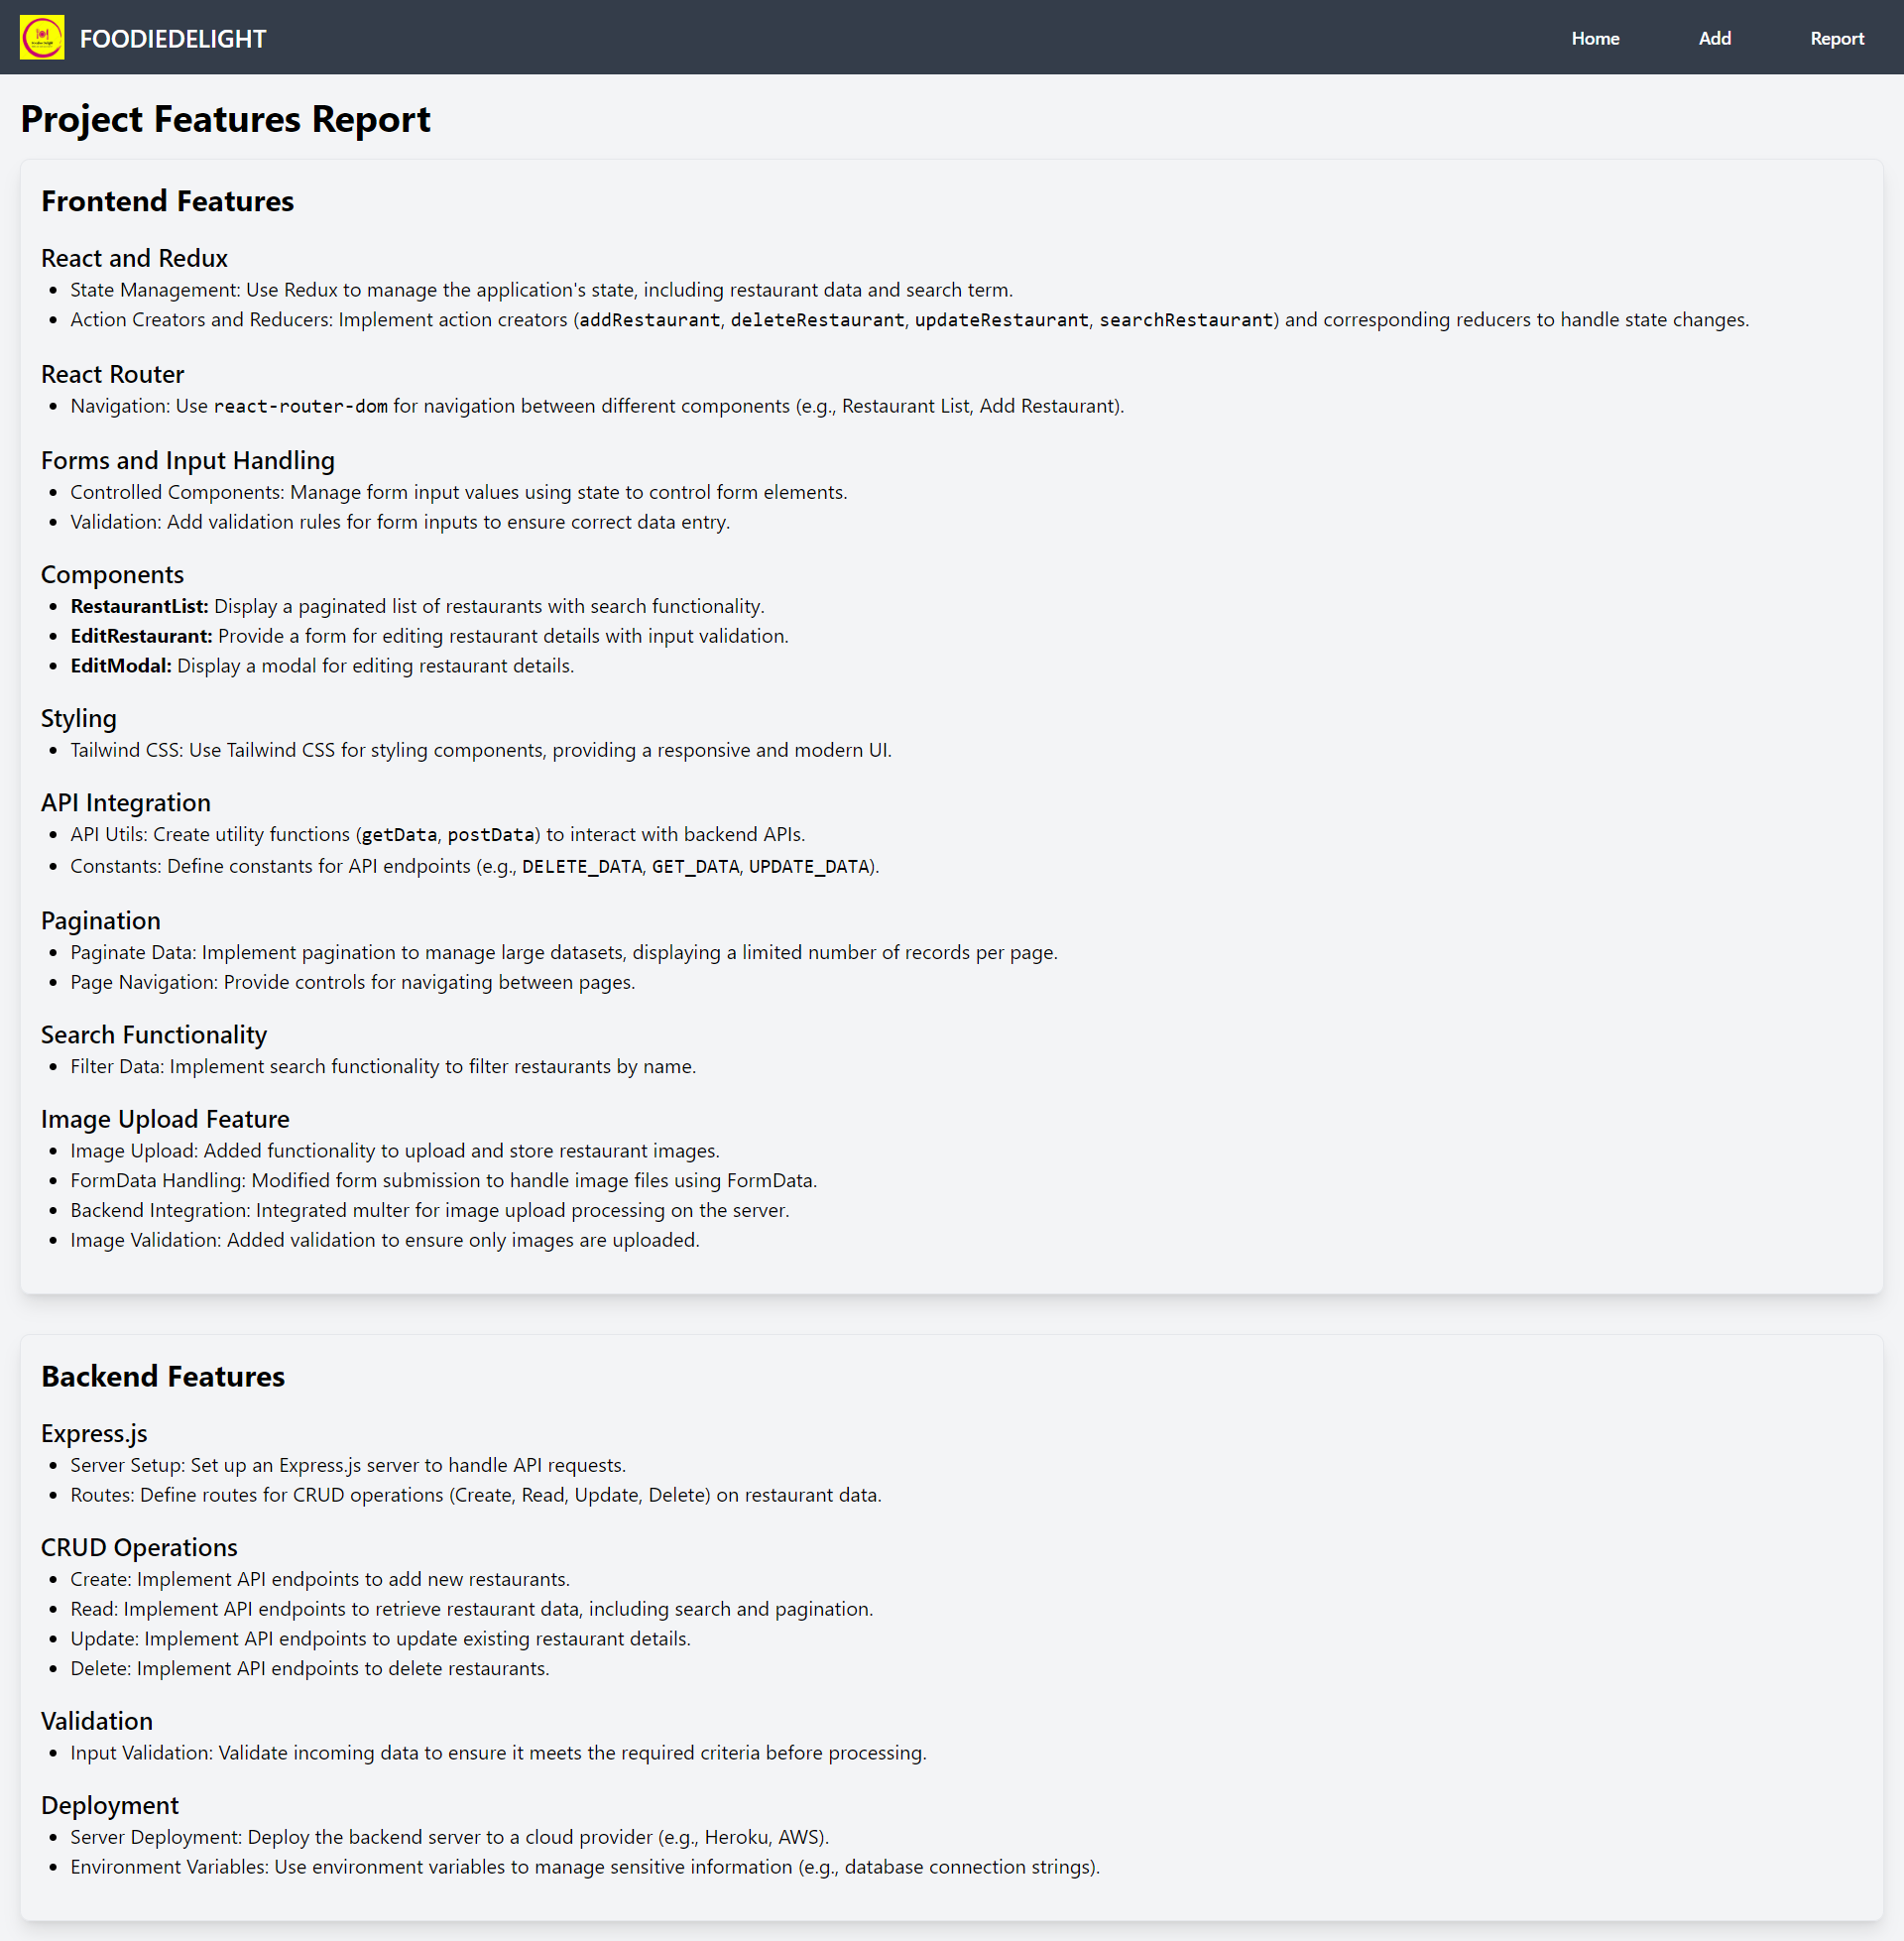 FOODIEDELIGHT
Home Add Report
Project Features Report
Frontend Features
React and Redux
State Management: Use Redux to manage the application's state, including restaurant data and search term.
Action Creators and Reducers: Implement action creators (addRestaurant, deleteRestaurant, updateRestaurant, searchRestaurant) and corresponding reducers to handle state changes.
React Router
Navigation: Use react-router-dom for navigation between different components (e.g., Restaurant List, Add Restaurant).
Forms and Input Handling
Controlled Components: Manage form input values using state to control form elements.
Validation: Add validation rules for form inputs to ensure correct data entry.
Components
RestaurantList: Display a paginated list of restaurants with search functionality.
EditRestaurant: Provide a form for editing restaurant details with input validation.
EditModal: Display a modal for editing restaurant details.
Styling
Tailwind CSS: Use Tailwind CSS for styling components, providing a responsive and modern UI.
API Integration
API Utils: Create utility functions (getData, postData) to interact with backend APIs.
Constants: Define constants for API endpoints (e.g., DELETE_DATA, GET_DATA, UPDATE_DATA).
Pagination
Paginate Data: Implement pagination to manage large datasets, displaying a limited number of records per page.
Page Navigation: Provide controls for navigating between pages.
Search Functionality
Filter Data: Implement search functionality to filter restaurants by name.
Image Upload Feature
Image Upload: Added functionality to upload and store restaurant images.
FormData Handling: Modified form submission to handle image files using FormData.
Backend Integration: Integrated multer for image upload processing on the server.
Image Validation: Added validation to ensure only images are uploaded.
Backend Features
Express.js
Server Setup: Set up an Express.js server to handle API requests.
Routes: Define routes for CRUD operations (Create, Read, Update, Delete) on restaurant data.
CRUD Operations
Create: Implement API endpoints to add new restaurants.
Read: Implement API endpoints to retrieve restaurant data, including search and pagination.
Update: Implement API endpoints to update existing restaurant details.
Delete: Implement API endpoints to delete restaurants.
Validation
Input Validation: Validate incoming data to ensure it meets the required criteria before processing.
Deployment
Server Deployment: Deploy the backend server to a cloud provider (e.g., Heroku, AWS).
Environment Variables: Use environment variables to manage sensitive information (e.g., database connection strings).